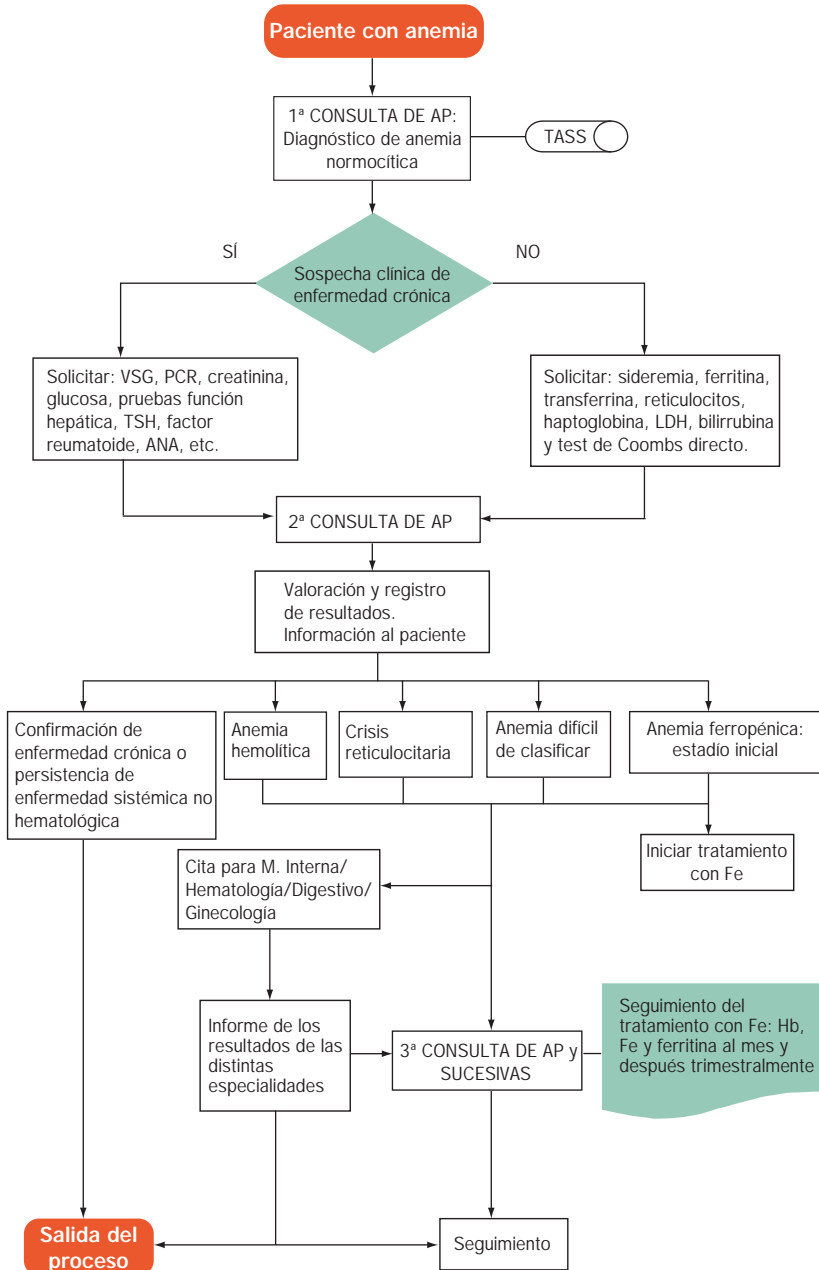 Paciente con anemia
1ª CONSULTA DE AP:
Diagnóstico de anemia
normocítica
TASS
SÍ
NO
Sospecha clínica de
enfermedad crónica
Solicitar: VSG, PCR, creatinina,
glucosa, pruebas función
hepática, TSH, factor
reumatoide, ANA, etc.
Solicitar: sideremia, ferritina,
transferrina, reticulocitos,
haptoglobina, LDH, bilirrubina
y test de Coombs directo.
2ª CONSULTA DE AP
Valoración y registro
de resultados.
Información al paciente
Confirmación de
enfermedad crónica o
persistencia de
enfermedad sistémica no
hematológica
Anemia
hemolítica
Crisis
reticulocitaria
Anemia difícil
de clasificar
Anemia ferropénica:
estadío inicial
Iniciar tratamiento
con Fe
Cita para M. Interna/
Hematología/Digestivo/
Ginecología
Informe de los
resultados de las
distintas
especialidades
3ª CONSULTA DE AP y
SUCESIVAS
Seguimiento del
tratamiento con Fe: Hb,
Fe y ferritina al mes y
después trimestralmente
Salida del
proceso
Seguimiento